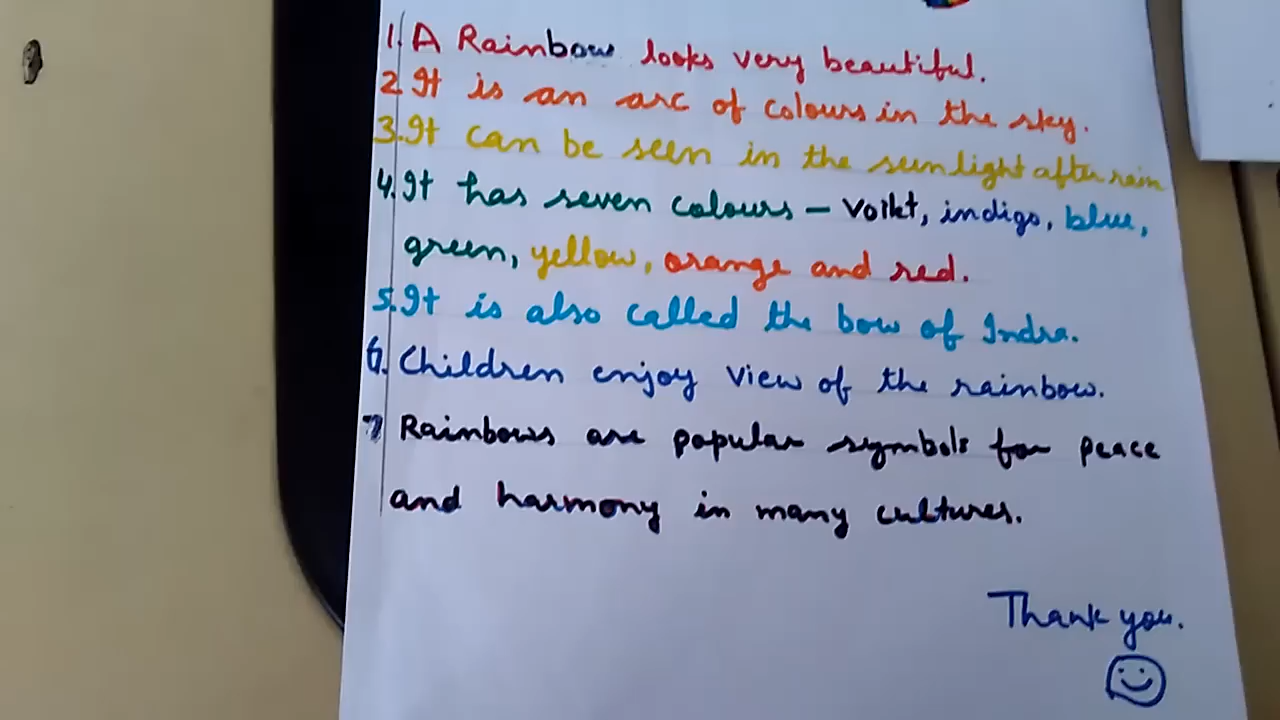 1. A Rainbow looks very beautiful.
2. It is an arc of colours in the sky.
3. It can be seen in the sunlight after rain
4. It has seven colours – Voilet, indigo, blue,
green, yellow, orange and red.
5. It is also called the bow of Indra.
6. Children enjoy view of the rainbow.
7 Rainbows are popular symbols for peace
and harmony in many cultures.
Thank you.